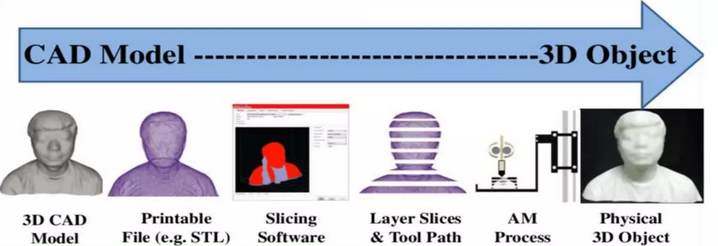 CAD Model ----------------------------------3D Object
3D CAD
Model
Printable
File (e.g. STL)
Slicing
Software
Layer Slices
& Tool Path
AM
Process
Physical
3D Object